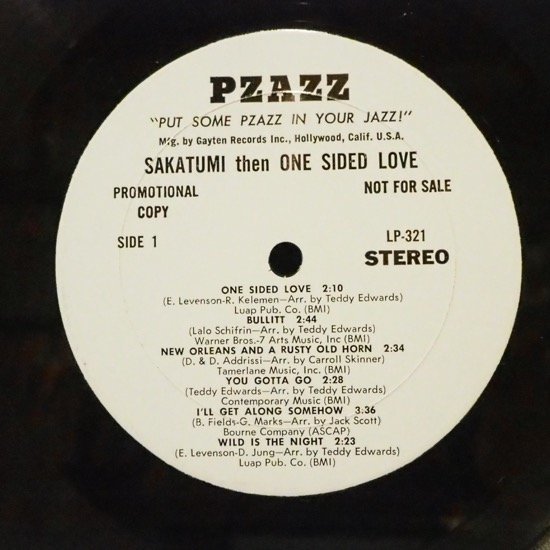 PZAZZ
"PUT SOME PZAZZ IN YOUR JAZZ!"
Mfg. by Gayten Records Inc., Hollywood, Calif. U.S.A.
SAKATUMI then ONE SIDED LOVE
PROMOTIONAL COPY NOT FOR SALE
SIDE 1 LP-321
STEREO
ONE SIDED LOVE 2:10
(E. Levenson-R. Kelemen—Arr. by Teddy Edwards)
Luap Pub. Co. (BMI)
BULLITT 2:44
(Lalo Schifrin—Arr. by Teddy Edwards)
Warner Bros.-7 Arts Music, Inc (BMI)
NEW ORLEANS AND A RUSTY OLD HORN 2:34
(D. & D. Addrissi—Arr. by Carroll Skinner)
Tamerlane Music, Inc. (BMI)
YOU GOTTA GO 2:28
(Teddy Edwards—Arr. by Teddy Edwards)
Contemporary Music (BMI)
I'LL GET ALONG SOMEHOW 3:36
(B. Fields-G. Marks—Arr. by Jack Scott)
Bourne Company (ASCAP)
WILD IS THE NIGHT 2:23
(E. Levenson-D. Jung—Arr. by Teddy Edwards)
Luap Pub. Co. (BMI)